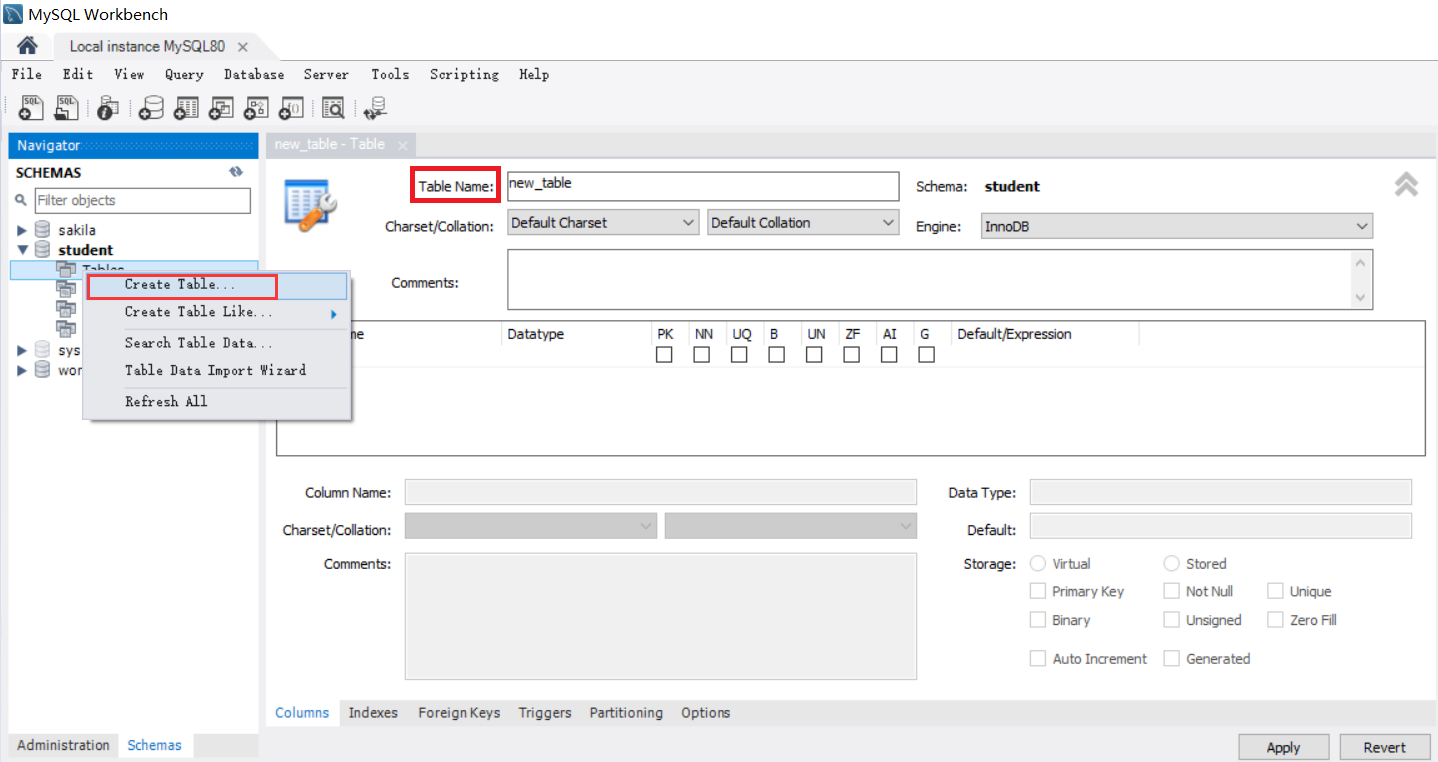 MySQL Workbench
Local instance MySQL80
File Edit View Query Database Server Tools Scripting Help
Navigator
SCHEMAS
Filter objects
sakila
student
Tables
sys
wor
Create Table...
Create Table Like...
Search Table Data...
Table Data Import Wizard
Refresh All
new_table - Table
Table Name: new_table Schema: student
Charset/Collation: Default Charset Default Collation Engine: InnoDB
Comments:
me Datatype PK NN UQ B UN ZF AI G Default/Expression
Column Name: Data Type:
Charset/Collation: Default:
Comments: Storage: Virtual Stored
Primary Key Not Null Unique
Binary Unsigned Zero Fill
Auto Increment Generated
Columns Indexes Foreign Keys Triggers Partitioning Options
Administration Schemas
Apply Revert